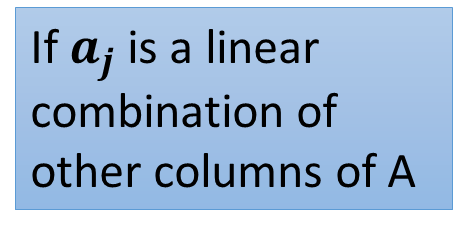 If aⱼ is a linear
combination of
other columns of A